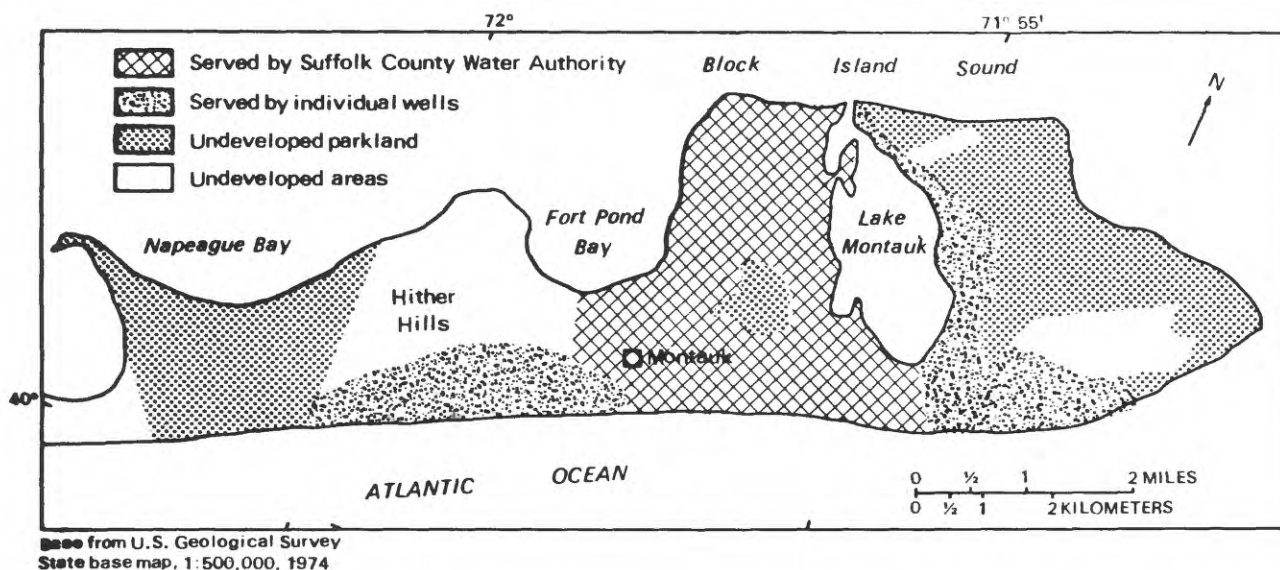 72°
71° 55'
Served by Suffolk County Water Authority
Served by individual wells
Undeveloped parkland
Undeveloped areas
Block Island Sound
N
Napeague Bay
Fort Pond
Bay
Lake
Montauk
Hither
Hills
Montauk
40°
ATLANTIC OCEAN
0 ½ 1 2 MILES
0 ½ 1 2 KILOMETERS
Base from U.S. Geological Survey
State base map, 1:500,000, 1974